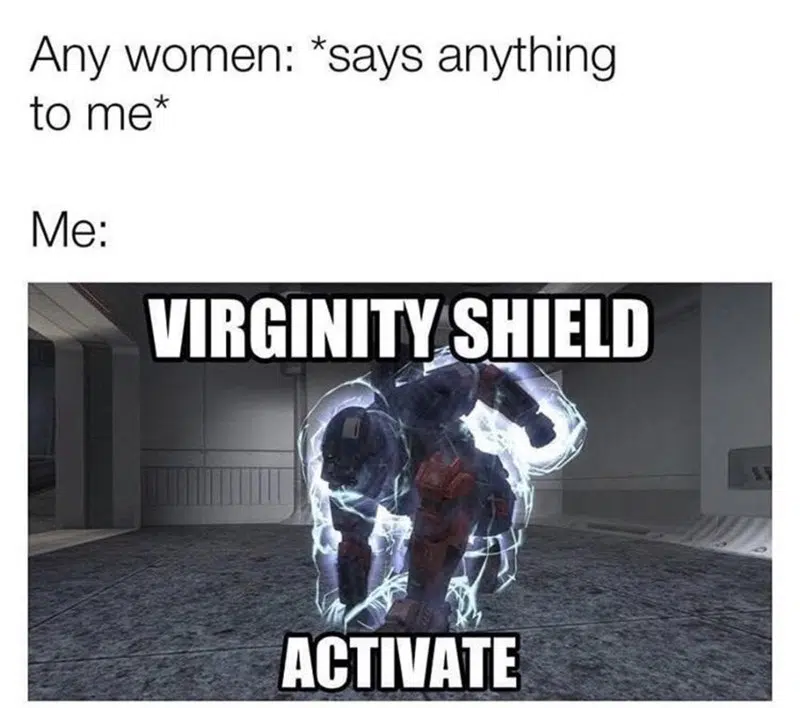 Any women: *says anything
to me*
Me:
VIRGINITY SHIELD
ACTIVATE